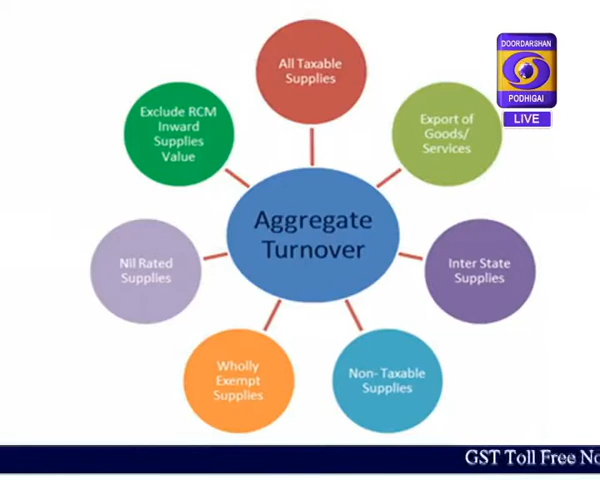 DOORDARSHAN
PODHIGAI
LIVE
All Taxable
Supplies
Export of
Goods/
Services
Inter State
Supplies
Non- Taxable
Supplies
Wholly
Exempt
Supplies
Nil Rated
Supplies
Exclude RCM
Inward
Supplies
Value
Aggregate
Turnover
GST Toll Free No